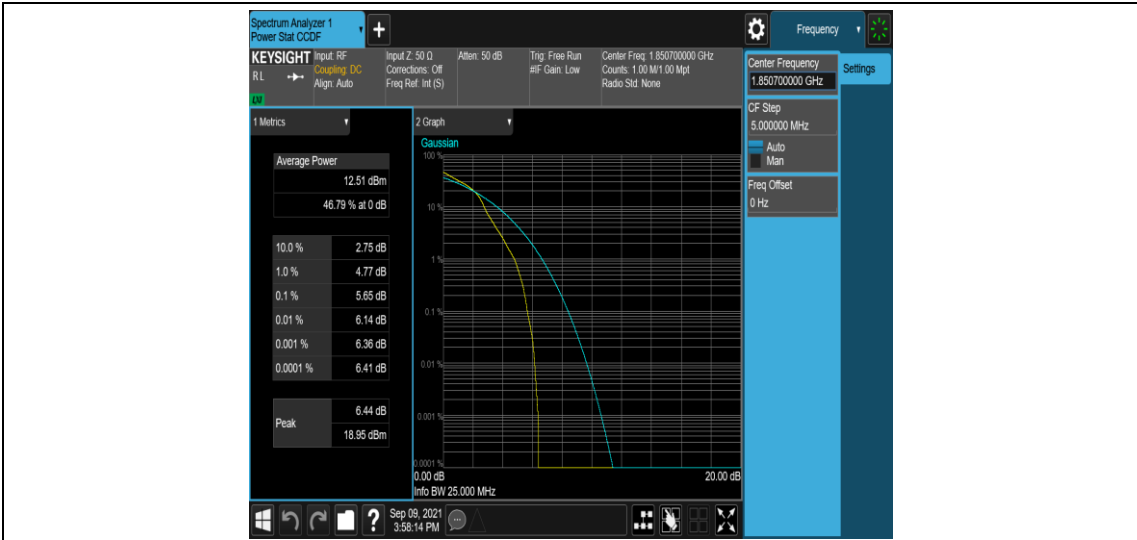 Spectrum Analyzer 1
Power Stat CCDF
+
Frequency
KEYSIGHT
Input: RF
Input Z: 50 Ω
Atten: 50 dB
Trig: Free Run
Center Freq: 1.850700000 GHz
R L
Coupling: DC
Corrections: Off
#IF Gain: Low
Counts: 1.00 M/1.00 Mpt
Align: Auto
Freq Ref: Int (S)
Radio Std: None
LXI
Center Frequency
1.850700000 GHz
Settings
CF Step
5.000000 MHz
Auto
Man
Freq Offset
0 Hz
1 Metrics
Average Power
12.51 dBm
46.79 % at 0 dB
10.0 % 2.75 dB
1.0 % 4.77 dB
0.1 % 5.65 dB
0.01 % 6.14 dB
0.001 % 6.36 dB
0.0001 % 6.41 dB
Peak
6.44 dB
18.95 dBm
2 Graph
Gaussian
100 %
10 %
1 %
0.1 %
0.01 %
0.001 %
0.0001 %
0.00 dB
20.00 dB
Info BW 25.000 MHz
?
Sep 09, 2021
3:58:14 PM